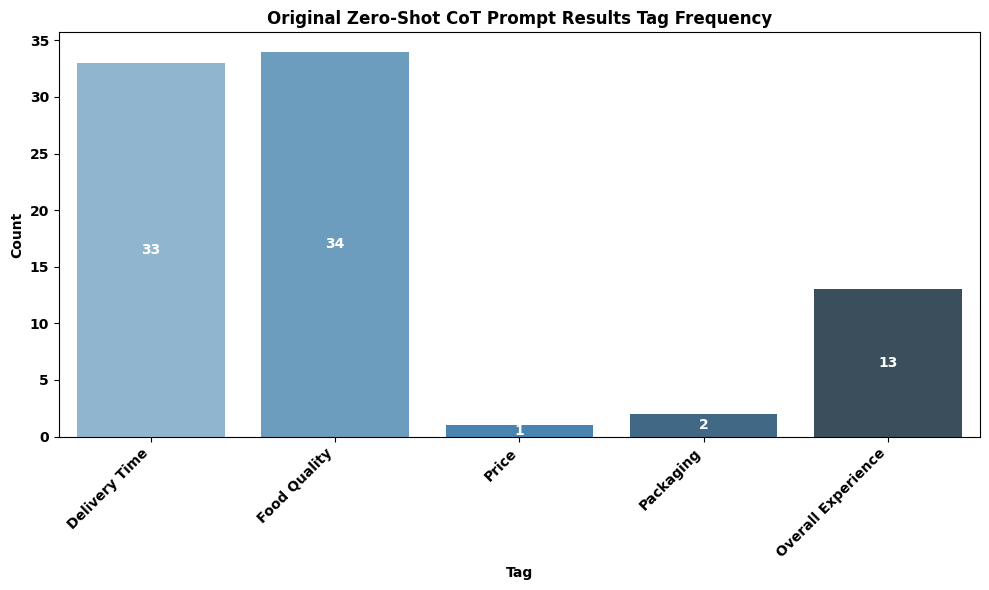 Original Zero-Shot CoT Prompt Results Tag Frequency
Count
35
30
25
20
15
10
5
0
33
34
1
2
13
Delivery Time
Food Quality
Price
Packaging
Overall Experience
Tag